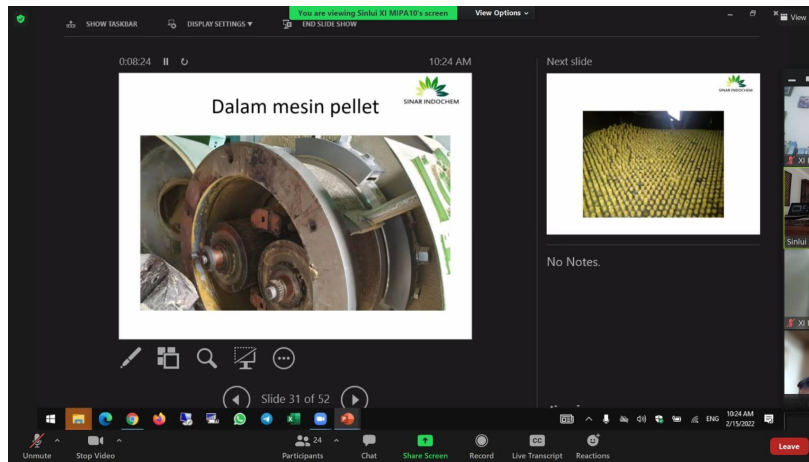 You are viewing Sinlui XI MIPA10's screen
View Options
View
SHOW TASKBAR
DISPLAY SETTINGS
END SLIDE SHOW
0:08:24
10:24 AM
Next slide
Dalam mesin pellet
SINAR INDOCHEM
SINAR INDOCHEM
No Notes.
Sinlui
XI
XI
Slide 31 of 52
ENG
10:24 AM
2/15/2022
Unmute
Stop Video
24
Participants
Chat
Share Screen
Record
CC
Live Transcript
Reactions
Leave